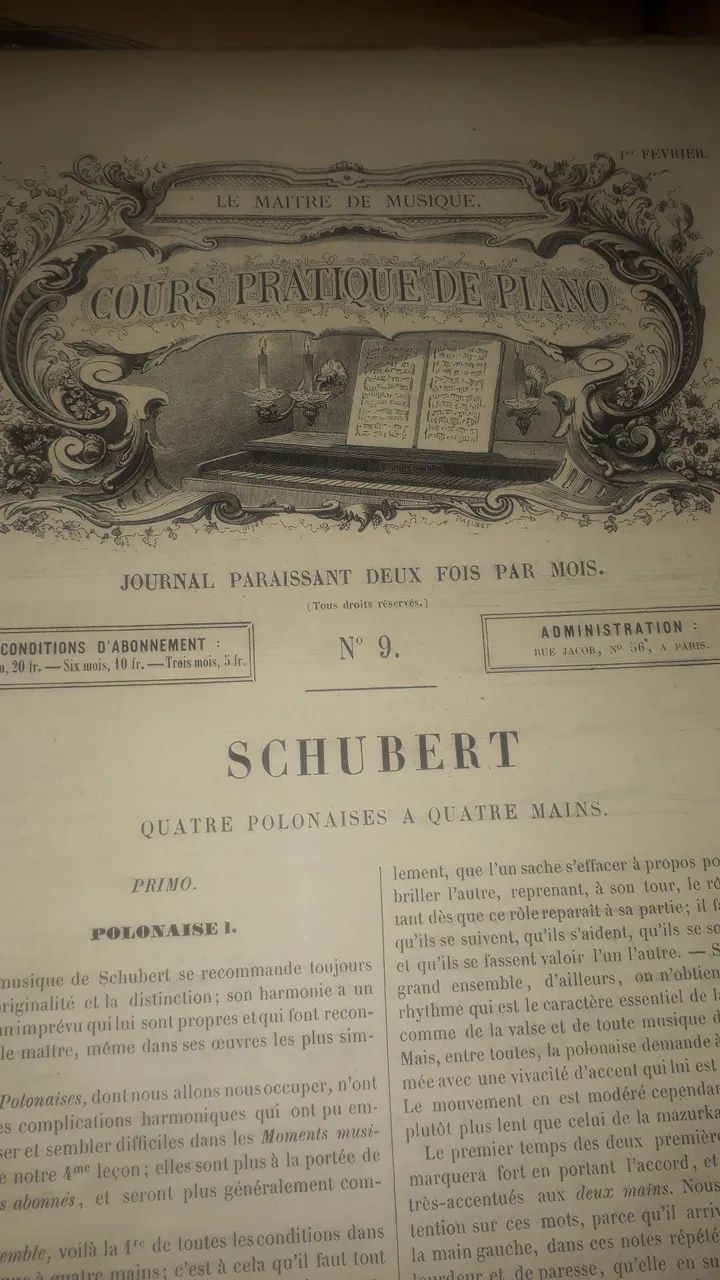 1er FEVRIER.
LE MAITRE DE MUSIQUE.
COURS PRATIQUE DE PIANO
JOURNAL PARAISSANT DEUX FOIS PAR MOIS.
(Tous droits réservés.)
CONDITIONS D'ABONNEMENT :
20 fr. — Six mois, 10 fr. — Trois mois, 5 fr.
No 9.
ADMINISTRATION :
RUE JACOB, No 56, A PARIS.
SCHUBERT
QUATRE POLONAISES A QUATRE MAINS.
PRIMO.
POLONAISE I.
musique de Schubert se recommande toujours
originalité et la distinction; son harmonie a un
imprévu qui lui sont propres et qui font recon-
le maître, même dans ses œuvres les plus sim-
Polonaises, dont nous allons nous occuper, n'ont
es complications harmoniques qui ont pu em-
ser et sembler difficiles dans les Moments musi-
e notre 4me leçon; elles sont plus à la portée de
s abonnés, et seront plus généralement com-
emble, voilà la 1re de toutes les conditions dans
quatre mains; c'est à cela qu'il faut tout
lement, que l'un sache s'effacer à propos po
briller l'autre, reprenant, à son tour, le rô
tant dès que ce rôle reparaît à sa partie; il fa
qu'ils se suivent, qu'ils s'aident, qu'ils se so
et qu'ils se fassent valoir l'un l'autre. — S
grand ensemble, d'ailleurs, on n'obtien
rhythme qui est le caractère essentiel de la
comme de la valse et de toute musique d
Mais, entre toutes, la polonaise demande à
mée avec une vivacité d'accent qui lui est
Le mouvement en est modéré cependan
plutôt plus lent que celui de la mazurka
Le premier temps des deux première
marquera fort en portant l'accord, et
très-accentués aux deux mains. Nous
tention sur ces mots, parce qu'il arriv
la main gauche, dans ces notes répété
lourdeur et de paresse, qu'elle en su